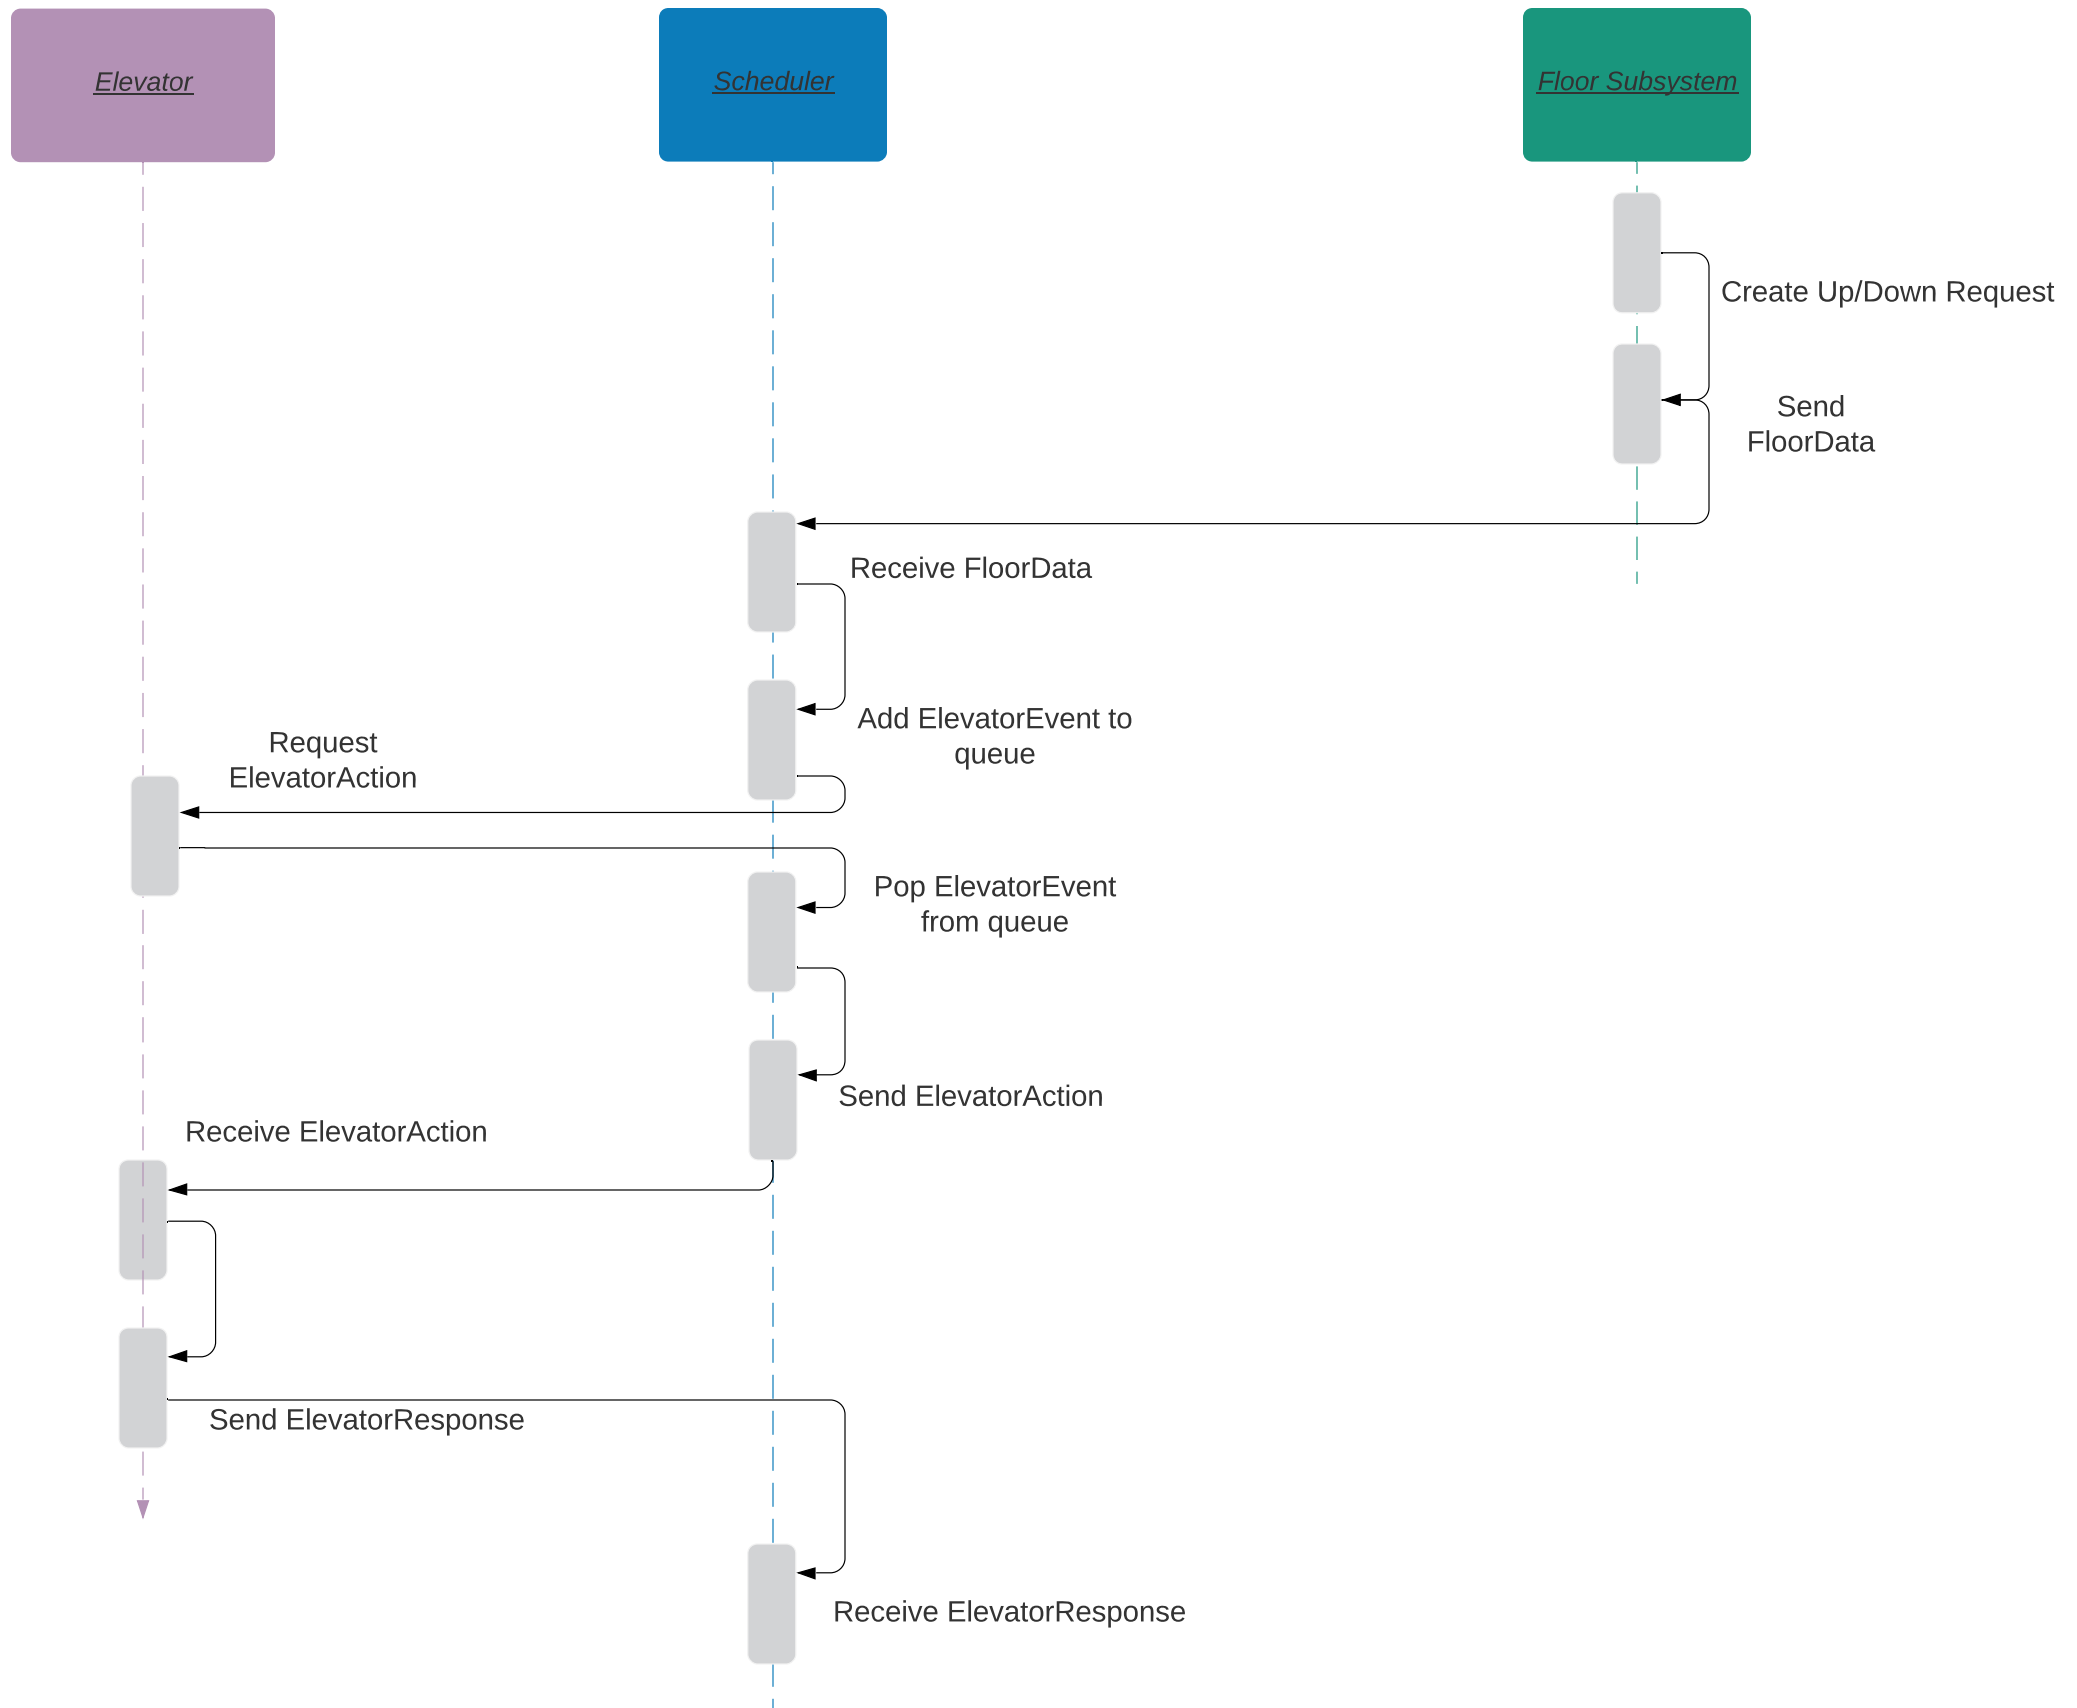 Elevator
Scheduler
Floor Subsystem
Create Up/Down Request
Send
FloorData
Receive FloorData
Add ElevatorEvent to
queue
Request
ElevatorAction
Pop ElevatorEvent
from queue
Send ElevatorAction
Receive ElevatorAction
Send ElevatorResponse
Receive ElevatorResponse